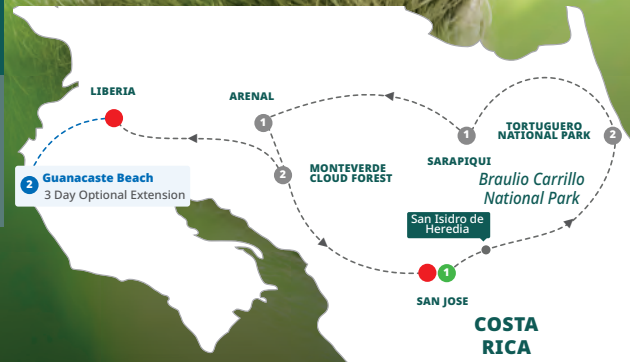 LIBERIA
ARENAL
1
1
TORTUGUERO
NATIONAL PARK
2
SARAPIQUI
MONTEVERDE
CLOUD FOREST
2
Braulio Carrillo
National Park
2
Guanacaste Beach
3 Day Optional Extension
San Isidro de
Heredia
1
SAN JOSE
COSTA
RICA